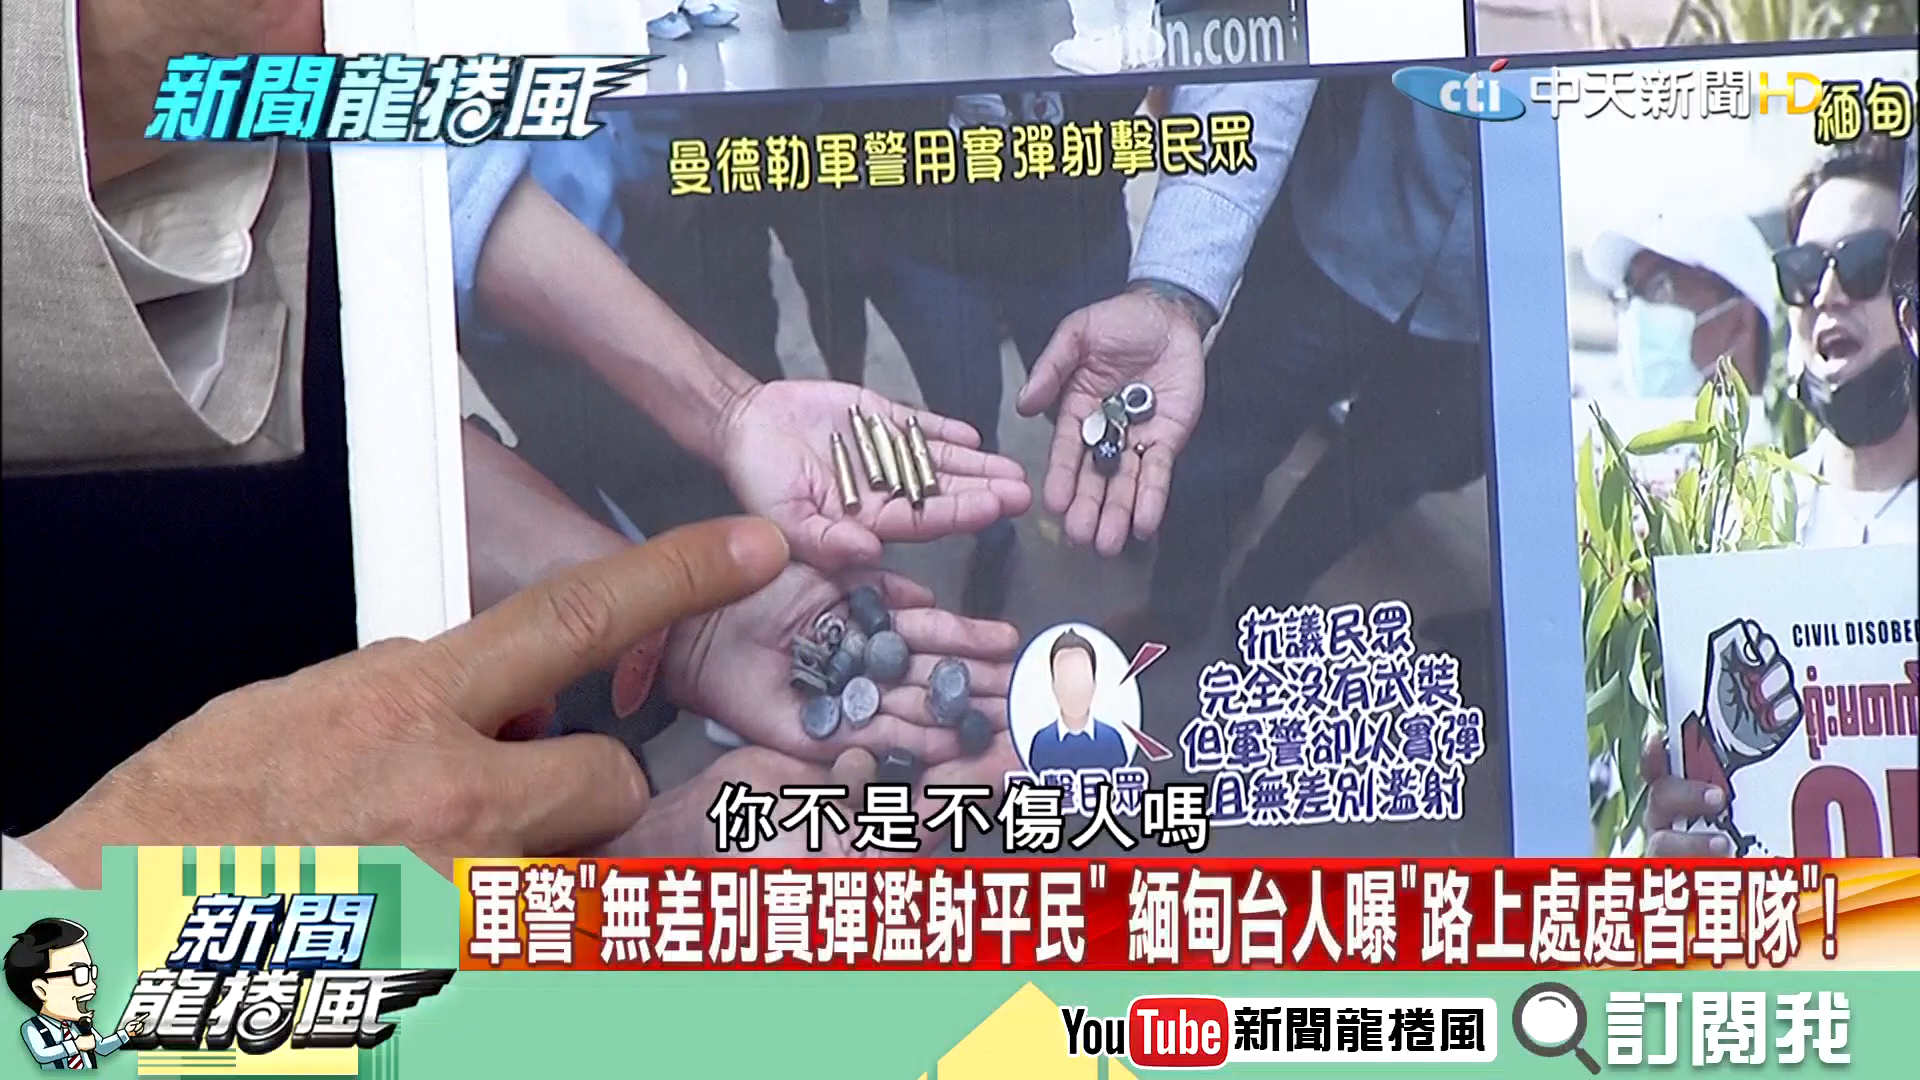 新聞龍捲風
cti 中天新聞HD
曼德勒軍警用實彈射擊民眾
緬甸
抗議民眾
完全沒有武裝
但軍警卻以實彈
且無差別濫射
CIVIL DISOBE
你不是不傷人嗎
軍警"無差別實彈濫射平民" 緬甸台人曝"路上處處皆軍隊"!
新聞
龍捲風
YouTube 新聞龍捲風
訂閱我